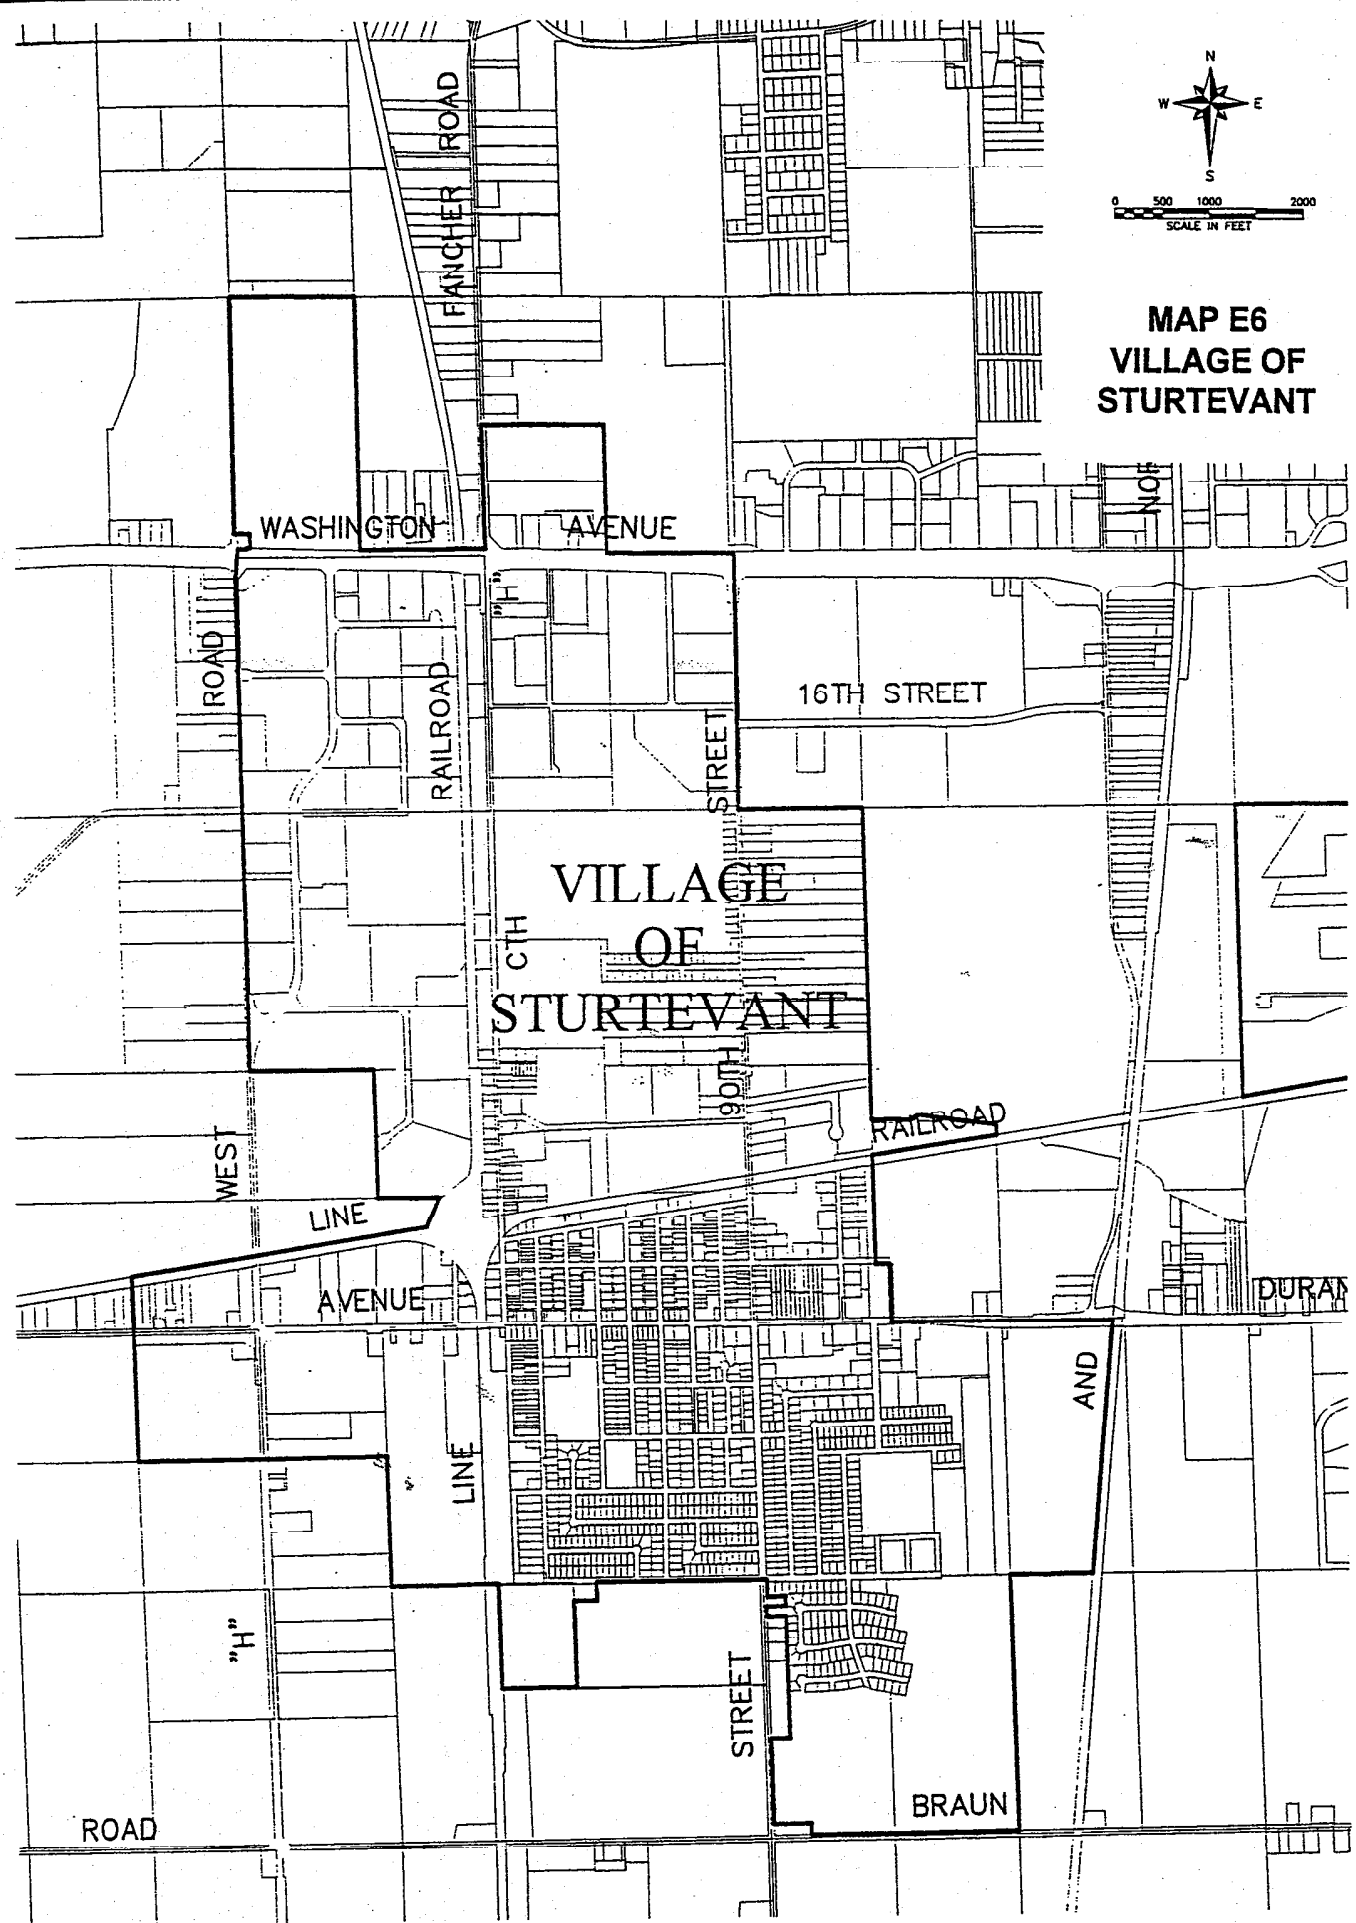 N
W E
S
0 500 1000 2000
SCALE IN FEET
MAP E6
VILLAGE OF
STURTEVANT
FANCHER ROAD
WASHINGTON AVENUE
"H"
ROAD
RAILROAD
STREET
16TH STREET
VILLAGE
OF
STURTEVANT
CTH
90TH
RAILROAD
WEST
LINE
AVENUE
DURAN
AND
LINE
"H"
STREET
BRAUN
ROAD
NOR